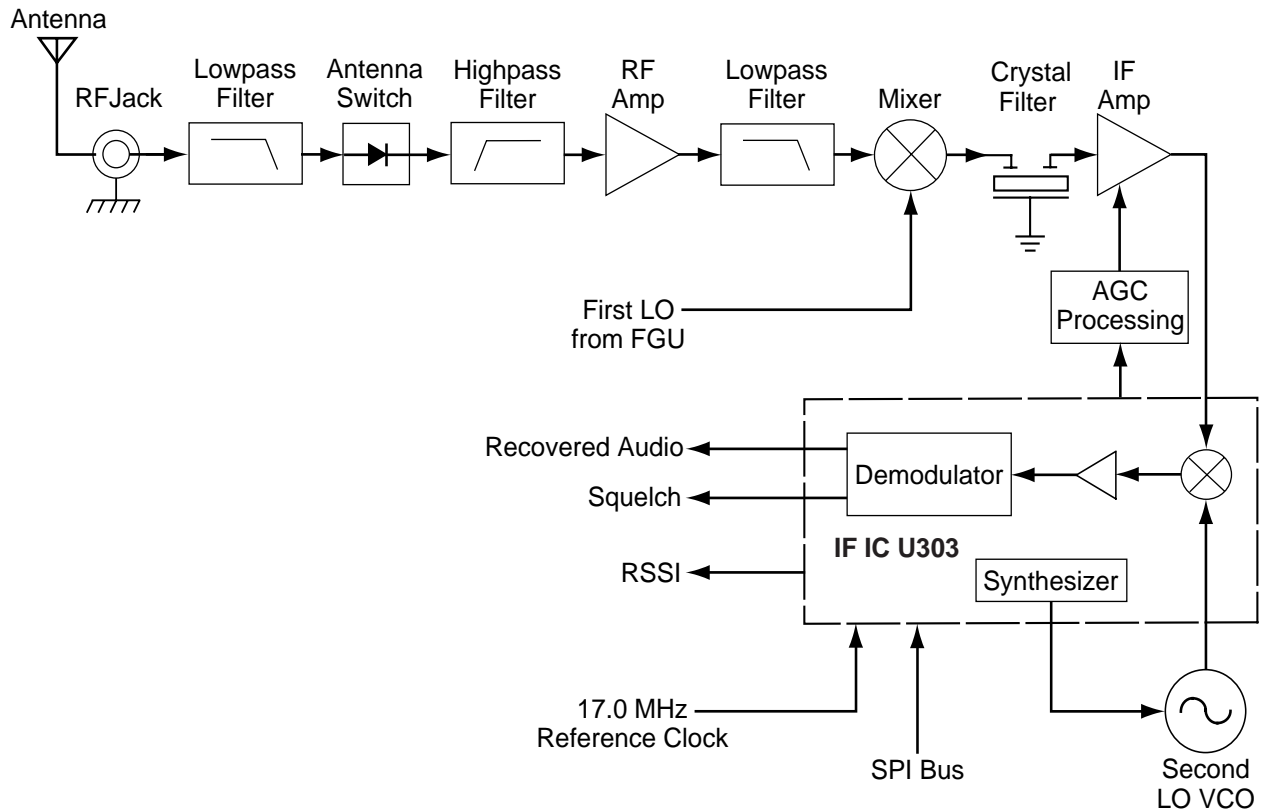 Antenna
RFJack
Lowpass
Filter
Antenna
Switch
Highpass
Filter
RF
Amp
Lowpass
Filter
Mixer
Crystal
Filter
IF
Amp
First LO
from FGU
AGC
Processing
Recovered Audio
Squelch
Demodulator
IF IC U303
RSSI
Synthesizer
17.0 MHz
Reference Clock
SPI Bus
Second
LO VCO